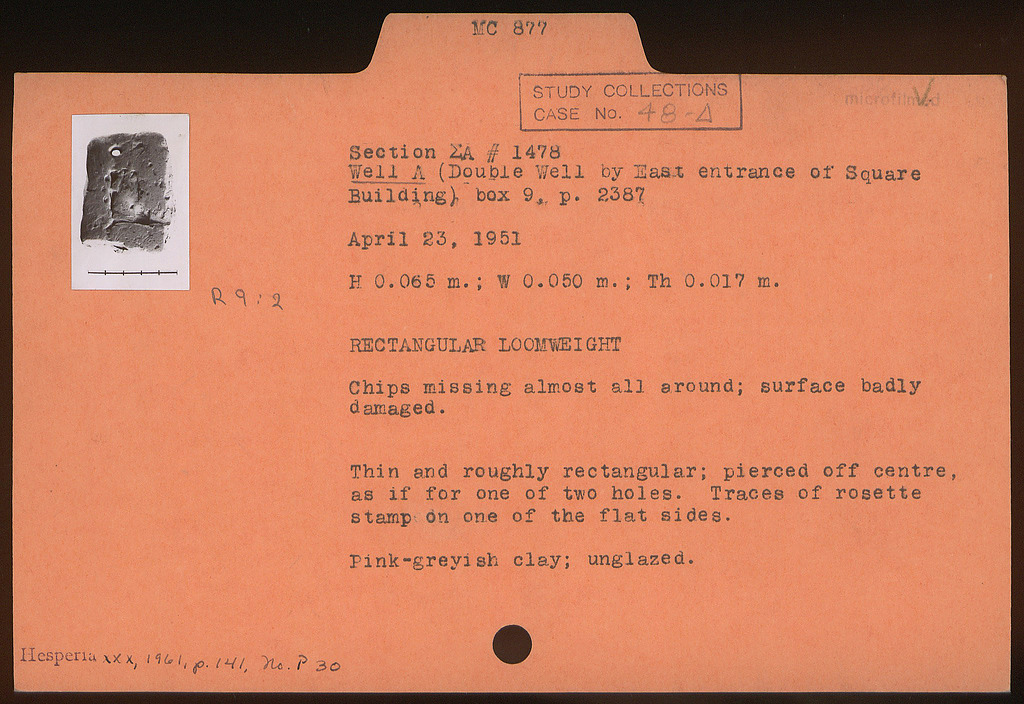 MC 877
STUDY COLLECTIONS
CASE No. 48-Δ
microfilmed
Section ΣA # 1478
Well A (Double Well by East entrance of Square
Building), box 9, p. 2387
April 23, 1951
H 0.065 m.; W 0.050 m.; Th 0.017 m.
R 9:2
RECTANGULAR LOOMWEIGHT
Chips missing almost all around; surface badly
damaged.
Thin and roughly rectangular; pierced off centre,
as if for one of two holes. Traces of rosette
stamp on one of the flat sides.
Pink-greyish clay; unglazed.
Hesperia xxx, 1961, p. 141, No. P 30